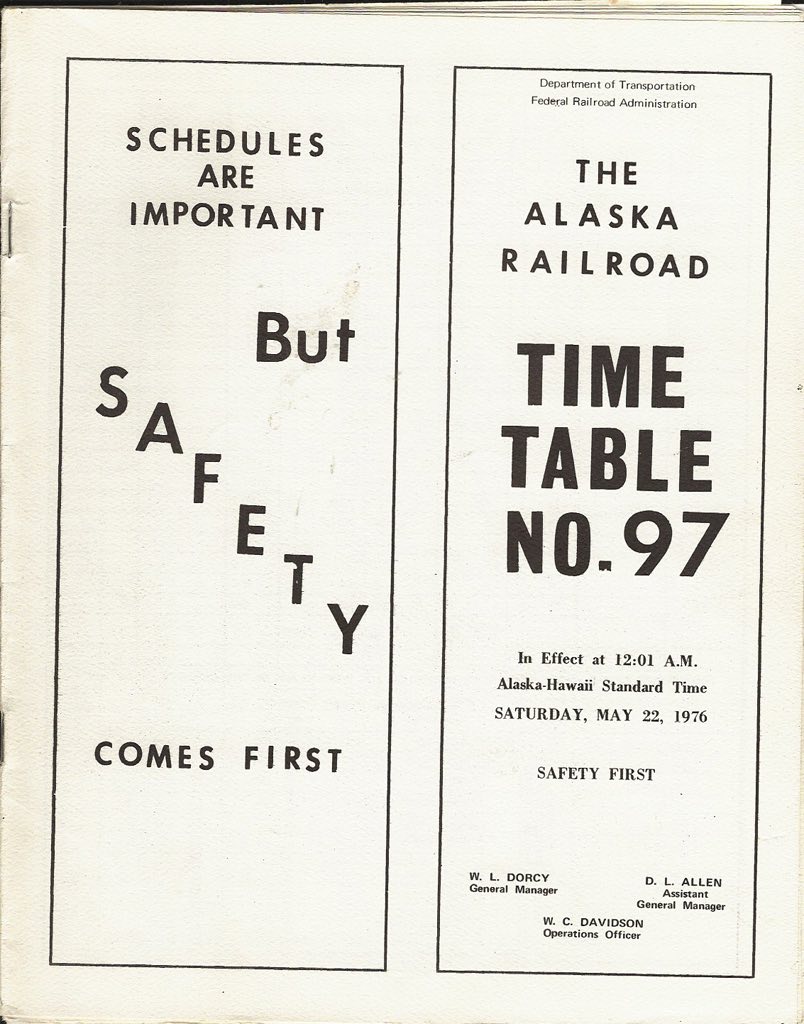 SCHEDULES
ARE
IMPORTANT
But
SAFETY
COMES FIRST
Department of Transportation
Federal Railroad Administration
THE
ALASKA
RAILROAD
TIME
TABLE
NO. 97
In Effect at 12:01 A.M.
Alaska-Hawaii Standard Time
SATURDAY, MAY 22, 1976
SAFETY FIRST
W. L. DORCY
General Manager
D. L. ALLEN
Assistant
General Manager
W. C. DAVIDSON
Operations Officer